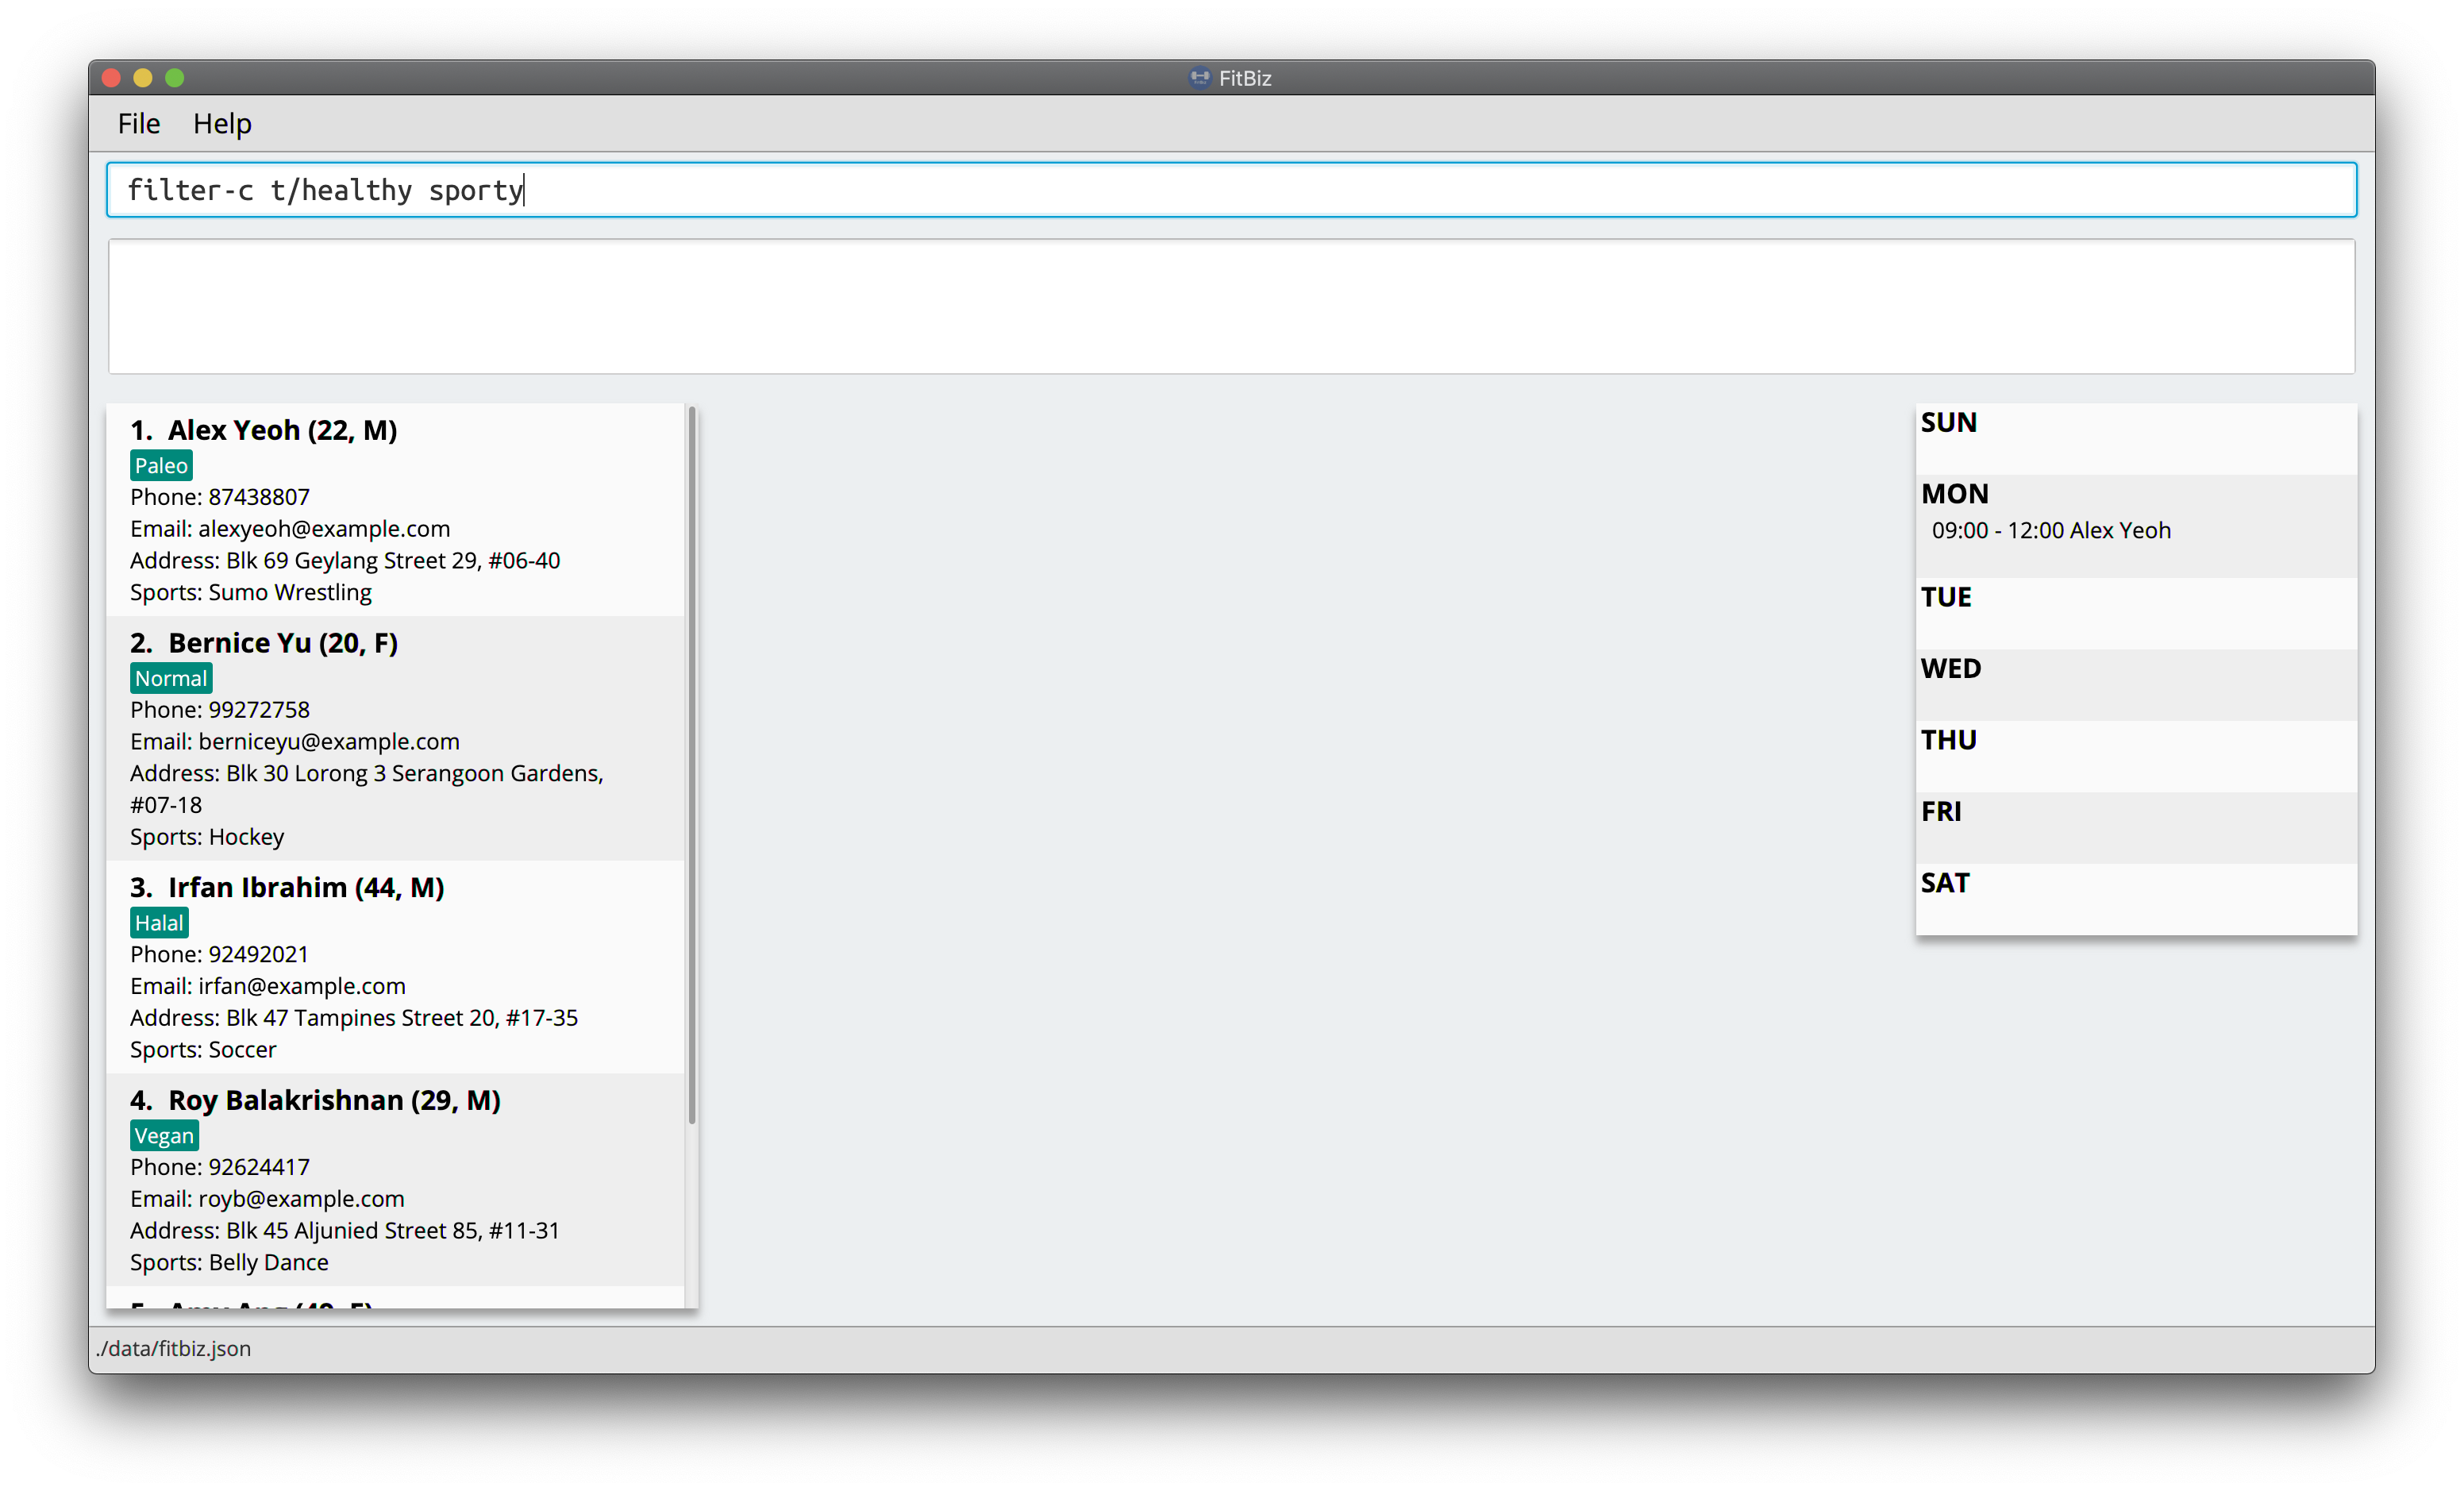 FitBiz
File Help
filter-c t/healthy sporty
1. Alex Yeoh (22, M)
Paleo
Phone: 87438807
Email: alexyeoh@example.com
Address: Blk 69 Geylang Street 29, #06-40
Sports: Sumo Wrestling
2. Bernice Yu (20, F)
Normal
Phone: 99272758
Email: berniceyu@example.com
Address: Blk 30 Lorong 3 Serangoon Gardens,
#07-18
Sports: Hockey
3. Irfan Ibrahim (44, M)
Halal
Phone: 92492021
Email: irfan@example.com
Address: Blk 47 Tampines Street 20, #17-35
Sports: Soccer
4. Roy Balakrishnan (29, M)
Vegan
Phone: 92624417
Email: royb@example.com
Address: Blk 45 Aljunied Street 85, #11-31
Sports: Belly Dance
SUN
MON
09:00 - 12:00 Alex Yeoh
TUE
WED
THU
FRI
SAT
./data/fitbiz.json